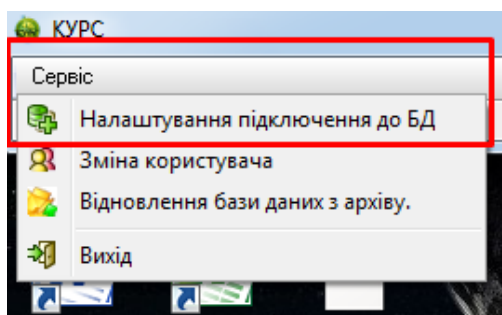 КУРС
Сервіс
Налаштування підключення до БД
Зміна користувача
Відновлення бази даних з архіву.
Вихід